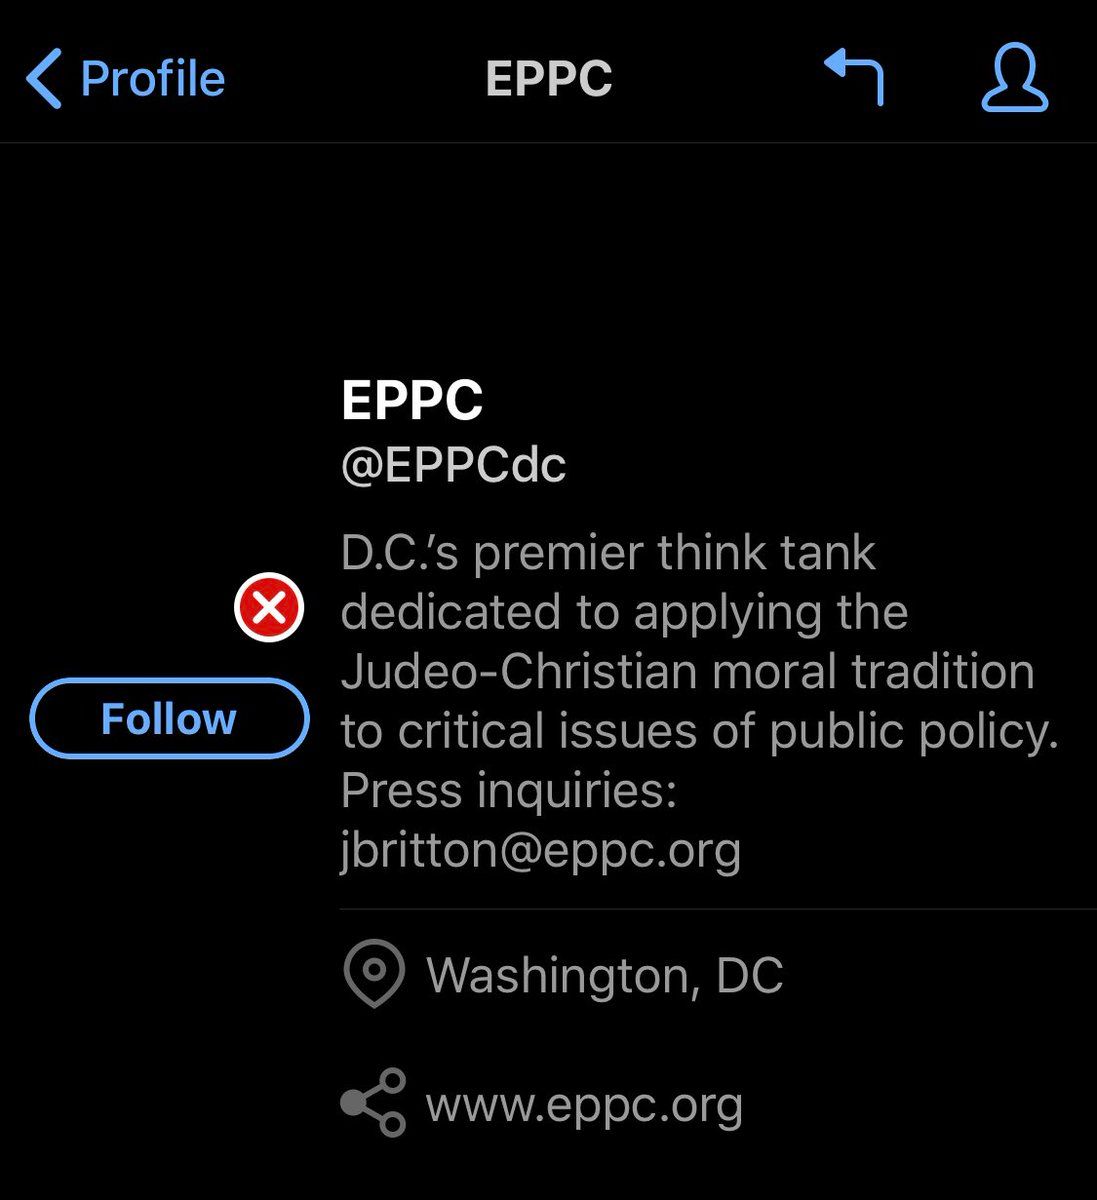 Profile
EPPC
EPPC
@EPPCdc
D.C.’s premier think tank
dedicated to applying the
Judeo-Christian moral tradition
to critical issues of public policy.
Press inquiries:
jbritton@eppc.org
Follow
Washington, DC
www.eppc.org